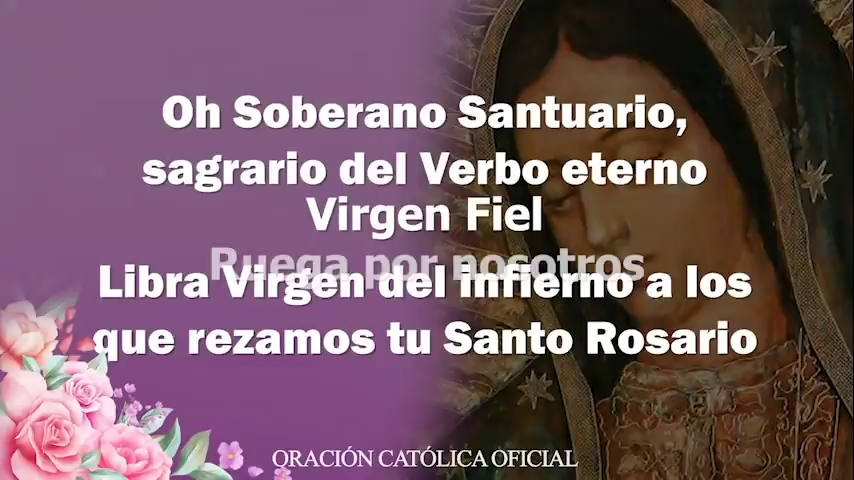 Oh Soberano Santuario,
sagrario del Verbo eterno
Virgen Fiel
Ruega por nosotros
Libra Virgen del infierno a los
que rezamos tu Santo Rosario
ORACIÓN CATÓLICA OFICIAL